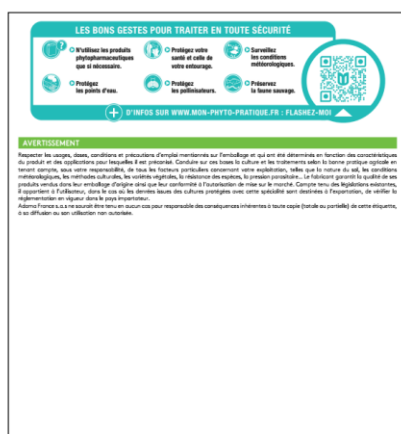 LES BONS GESTES POUR TRAITER EN TOUTE SÉCURITÉ
N'utilisez les produits
phytopharmaceutiques
que si nécessaire.
Protégez votre
santé et celle de
votre entourage.
Surveillez
les conditions
météorologiques.
Protégez
les points d'eau.
Protégez
les pollinisateurs.
Préservez
la faune sauvage.
+ D'INFOS SUR WWW.MON-PHYTO-PRATIQUE.FR : FLASHEZ-MOI
AVERTISSEMENT
Respecter les usages, doses, conditions et précautions d'emploi mentionnés sur l'emballage et qui ont été déterminés en fonction des caractéristiques
du produit et des applications pour lesquelles il est préconisé. Conduire sur ces bases la culture et les traitements selon la bonne pratique agricole en
tenant compte, sous votre responsabilité, de tous les facteurs particuliers concernant votre exploitation, telles que la nature du sol, les conditions
météorologiques, les méthodes culturales, les variétés végétales, la résistance des espèces, la pression parasitaire... Le fabricant garantit la qualité de ses
produits vendus dans leur emballage d'origine ainsi que leur conformité à l'autorisation de mise sur le marché. Compte tenu des législations existantes,
il appartient à l'utilisateur, dans le cas où les denrées issues des cultures protégées avec cette spécialité sont destinées à l'exportation, de vérifier la
réglementation en vigueur dans le pays importateur.
Adama France s.a.s ne saurait être tenu en aucun cas pour responsable des conséquences inhérentes à toute copie (totale ou partielle) de cette étiquette,
à sa diffusion ou son utilisation non autorisée.